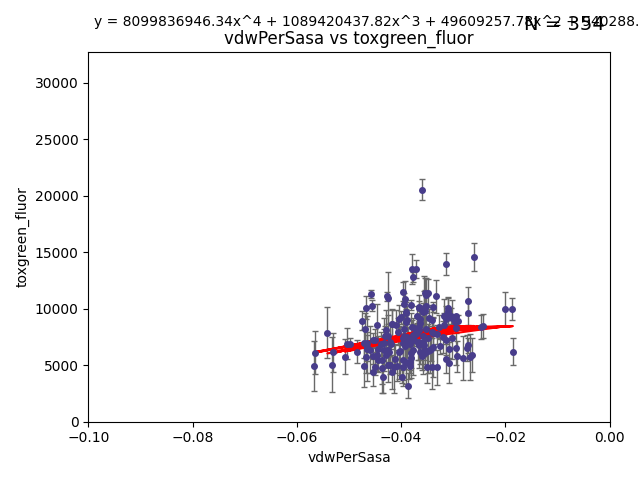 y = 8099836946.34x^4 + 1089420437.82x^3 + 49609257.78x^2 +
N = 354
vdwPerSasa vs toxgreen_fluor
30000
25000
20000
15000
10000
5000
0
toxgreen_fluor
−0.10 −0.08 −0.06 −0.04 −0.02 0.00
vdwPerSasa